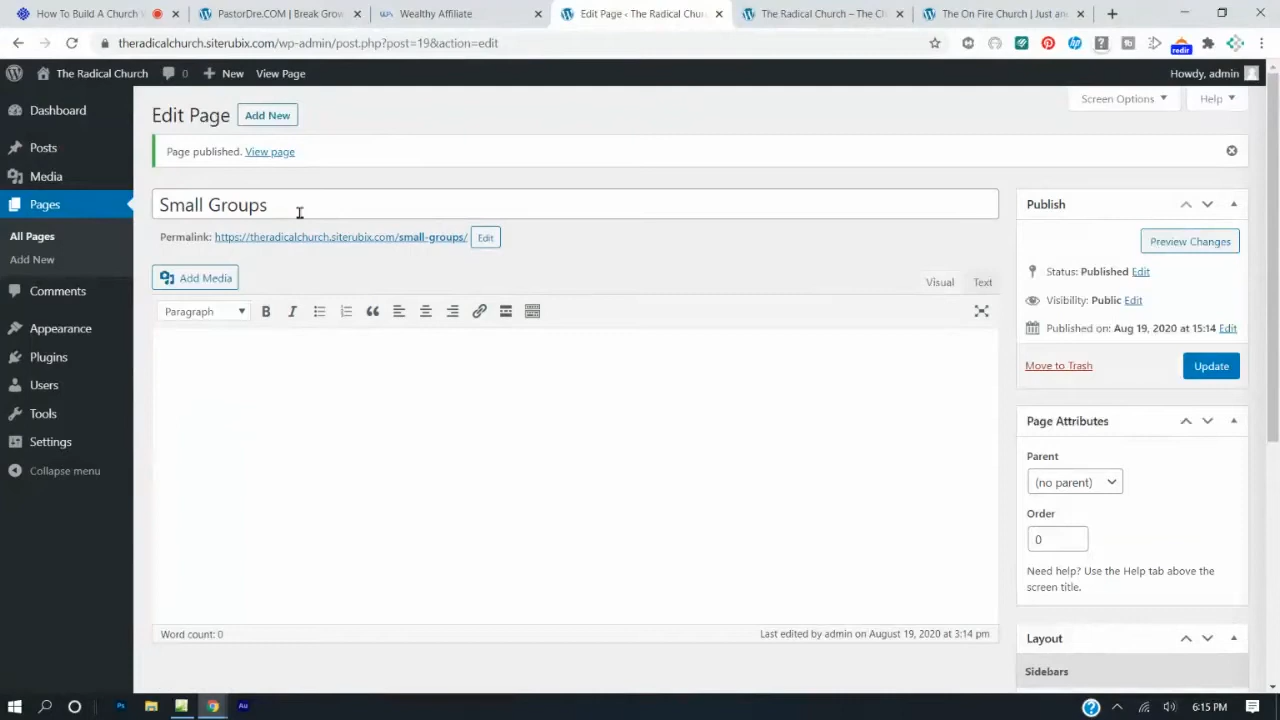 How To Build A Church
PastorDre.COM | Break Grow
Wealthy Affiliate
Edit Page ‹ The Radical Chur
The Radical Church – The C
The On Fire Church | Just an
theradicalchurch.siterubix.com/wp-admin/post.php?post=19&action=edit
redir
The Radical Church
0
New
View Page
Howdy, admin
Dashboard
Posts
Media
Pages
All Pages
Add New
Comments
Appearance
Plugins
Users
Tools
Settings
Collapse menu
Edit Page
Add New
Screen Options
Help
Page published. View page
Small Groups
Permalink: https://theradicalchurch.siterubix.com/small-groups/ Edit
Add Media
Visual
Text
Paragraph
B
I
Word count: 0
Last edited by admin on August 19, 2020 at 3:14 pm
Publish
Preview Changes
Status: Published Edit
Visibility: Public Edit
Published on: Aug 19, 2020 at 15:14 Edit
Move to Trash
Update
Page Attributes
Parent
(no parent)
Order
0
Need help? Use the Help tab above the
screen title.
Layout
Sidebars
Ps
Au
6:15 PM